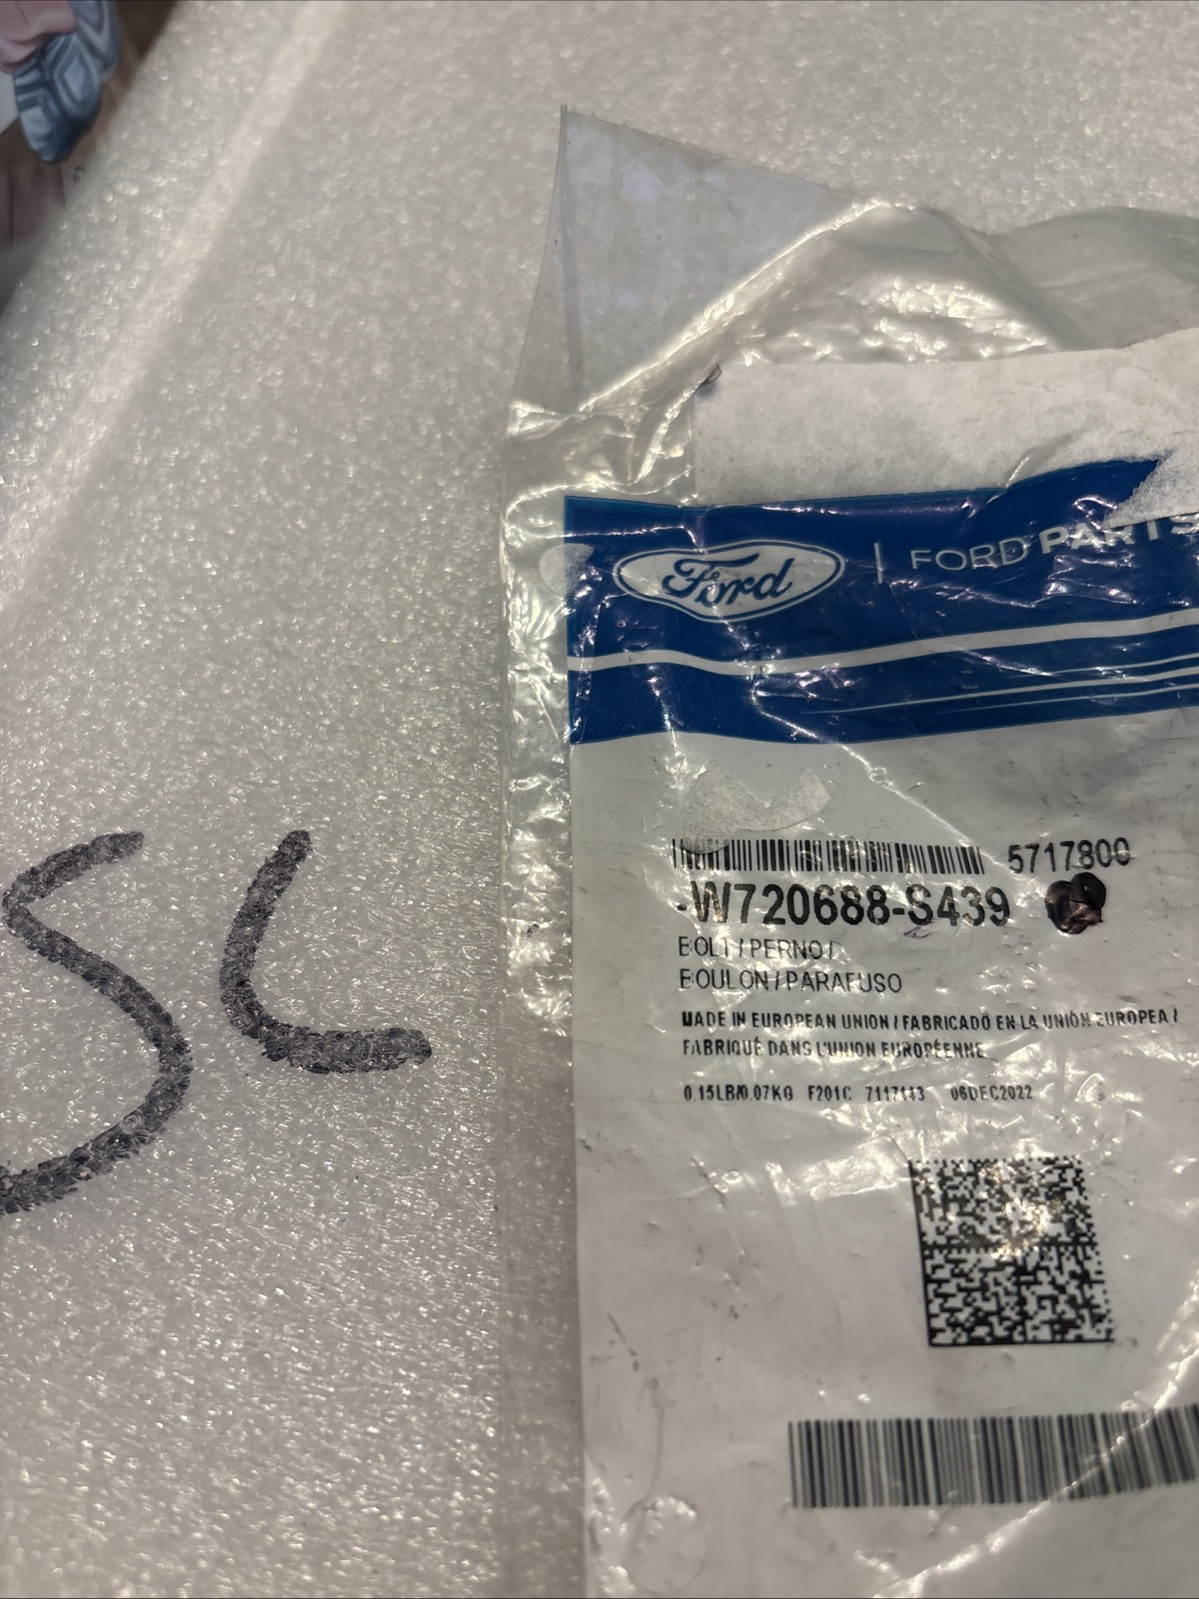 Ford | FORD PARTS
5717800
-W720688-S439
BOLT / PERNO /
BOULON / PARAFUSO
MADE IN EUROPEAN UNION / FABRICADO EN LA UNIÓN EUROPEA /
FABRIQUÉ DANS L'UNION EUROPÉENNE
0.15LB/0.07KG F201C 7117143 06DEC2022
SC